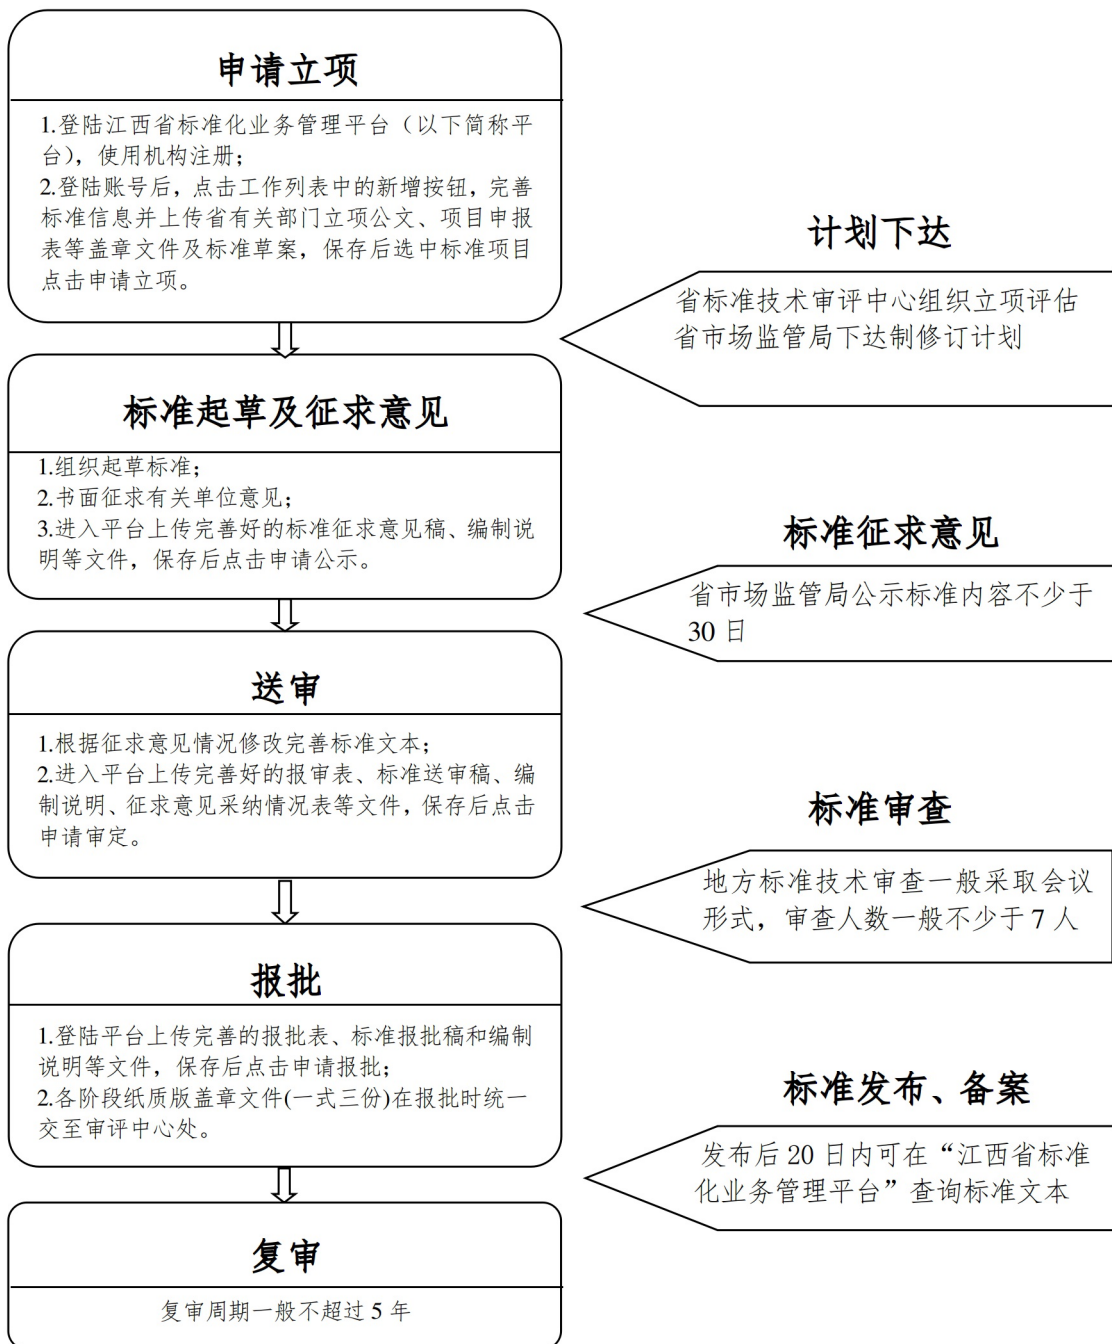 申请立项
1.登陆江西省标准化业务管理平台（以下简称平
台），使用机构注册；
2.登陆账号后，点击工作列表中的新增按钮，完善
标准信息并上传省有关部门立项公文、项目申报
表等盖章文件及标准草案，保存后选中标准项目
点击申请立项。
计划下达
省标准技术审评中心组织立项评估
省市场监管局下达制修订计划
标准起草及征求意见
1.组织起草标准；
2.书面征求有关单位意见；
3.进入平台上传完善好的标准征求意见稿、编制说
明等文件，保存后点击申请公示。
标准征求意见
省市场监管局公示标准内容不少于
30 日
送审
1.根据征求意见情况修改完善标准文本；
2.进入平台上传完善好的报审表、标准送审稿、编
制说明、征求意见采纳情况表等文件，保存后点击
申请审定。
标准审查
地方标准技术审查一般采取会议
形式，审查人数一般不少于 7 人
报批
1.登陆平台上传完善的报批表、标准报批稿和编制
说明等文件，保存后点击申请报批；
2.各阶段纸质版盖章文件(一式三份)在报批时统一
交至审评中心处。
标准发布、备案
发布后 20 日内可在“江西省标准
化业务管理平台”查询标准文本
复审
复审周期一般不超过 5 年